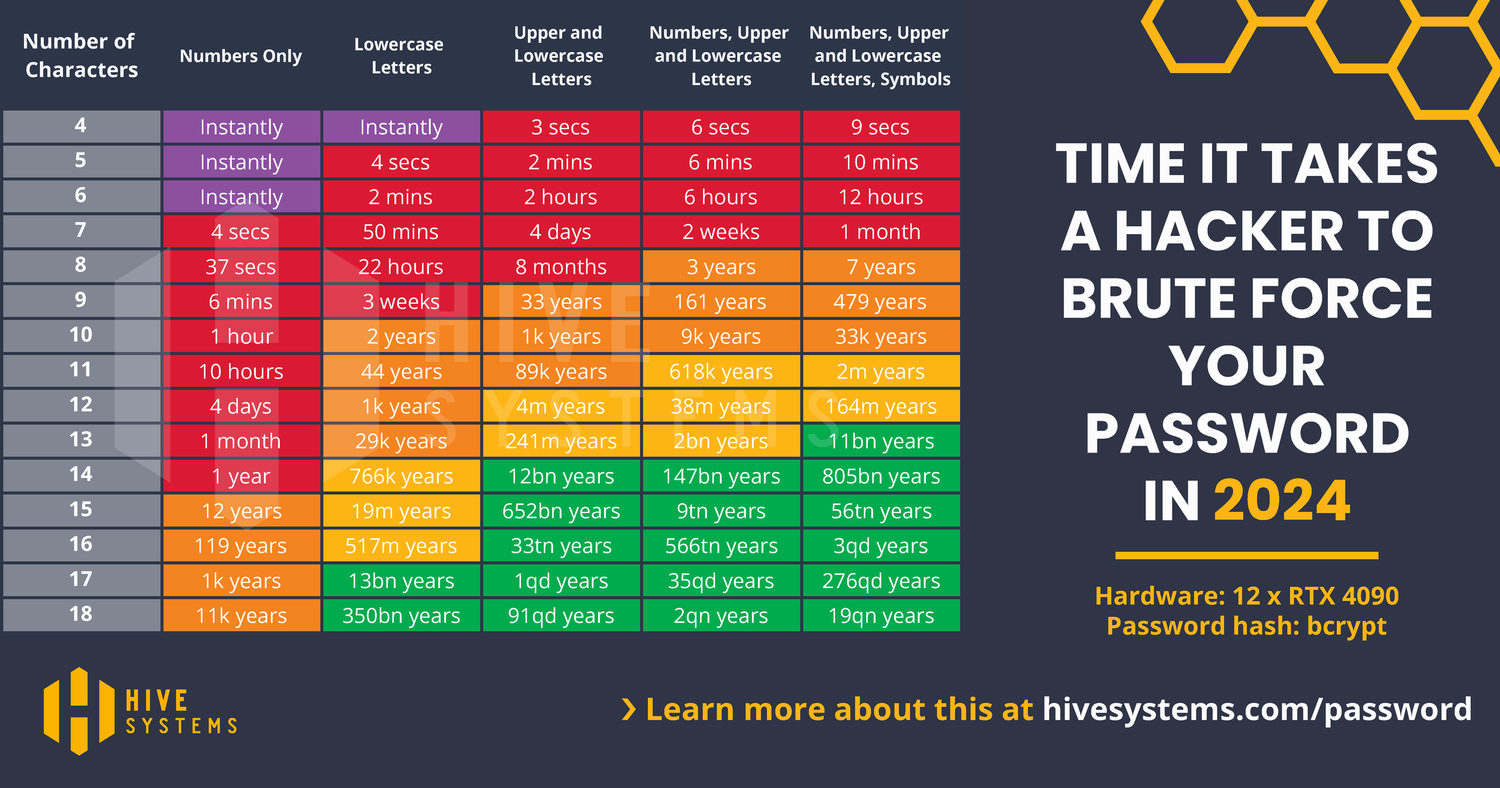 Number of Characters | Numbers Only | Lowercase Letters | Upper and Lowercase Letters | Numbers, Upper and Lowercase Letters | Numbers, Upper and Lowercase Letters, Symbols
4 | Instantly | Instantly | 3 secs | 6 secs | 9 secs
5 | Instantly | 4 secs | 2 mins | 6 mins | 10 mins
6 | Instantly | 2 mins | 2 hours | 6 hours | 12 hours
7 | 4 secs | 50 mins | 4 days | 2 weeks | 1 month
8 | 37 secs | 22 hours | 8 months | 3 years | 7 years
9 | 6 mins | 3 weeks | 33 years | 161 years | 479 years
10 | 1 hour | 2 years | 1k years | 9k years | 33k years
11 | 10 hours | 44 years | 89k years | 618k years | 2m years
12 | 4 days | 1k years | 4m years | 38m years | 164m years
13 | 1 month | 29k years | 241m years | 2bn years | 11bn years
14 | 1 year | 766k years | 12bn years | 147bn years | 805bn years
15 | 12 years | 19m years | 652bn years | 9tn years | 56tn years
16 | 119 years | 517m years | 33tn years | 566tn years | 3qd years
17 | 1k years | 13bn years | 1qd years | 35qd years | 276qd years
18 | 11k years | 350bn years | 91qd years | 2qn years | 19qn years
HIVE
SYSTEMS
TIME IT TAKES
A HACKER TO
BRUTE FORCE
YOUR
PASSWORD
IN 2024
Hardware: 12 x RTX 4090
Password hash: bcrypt
HIVE
SYSTEMS
› Learn more about this at hivesystems.com/password